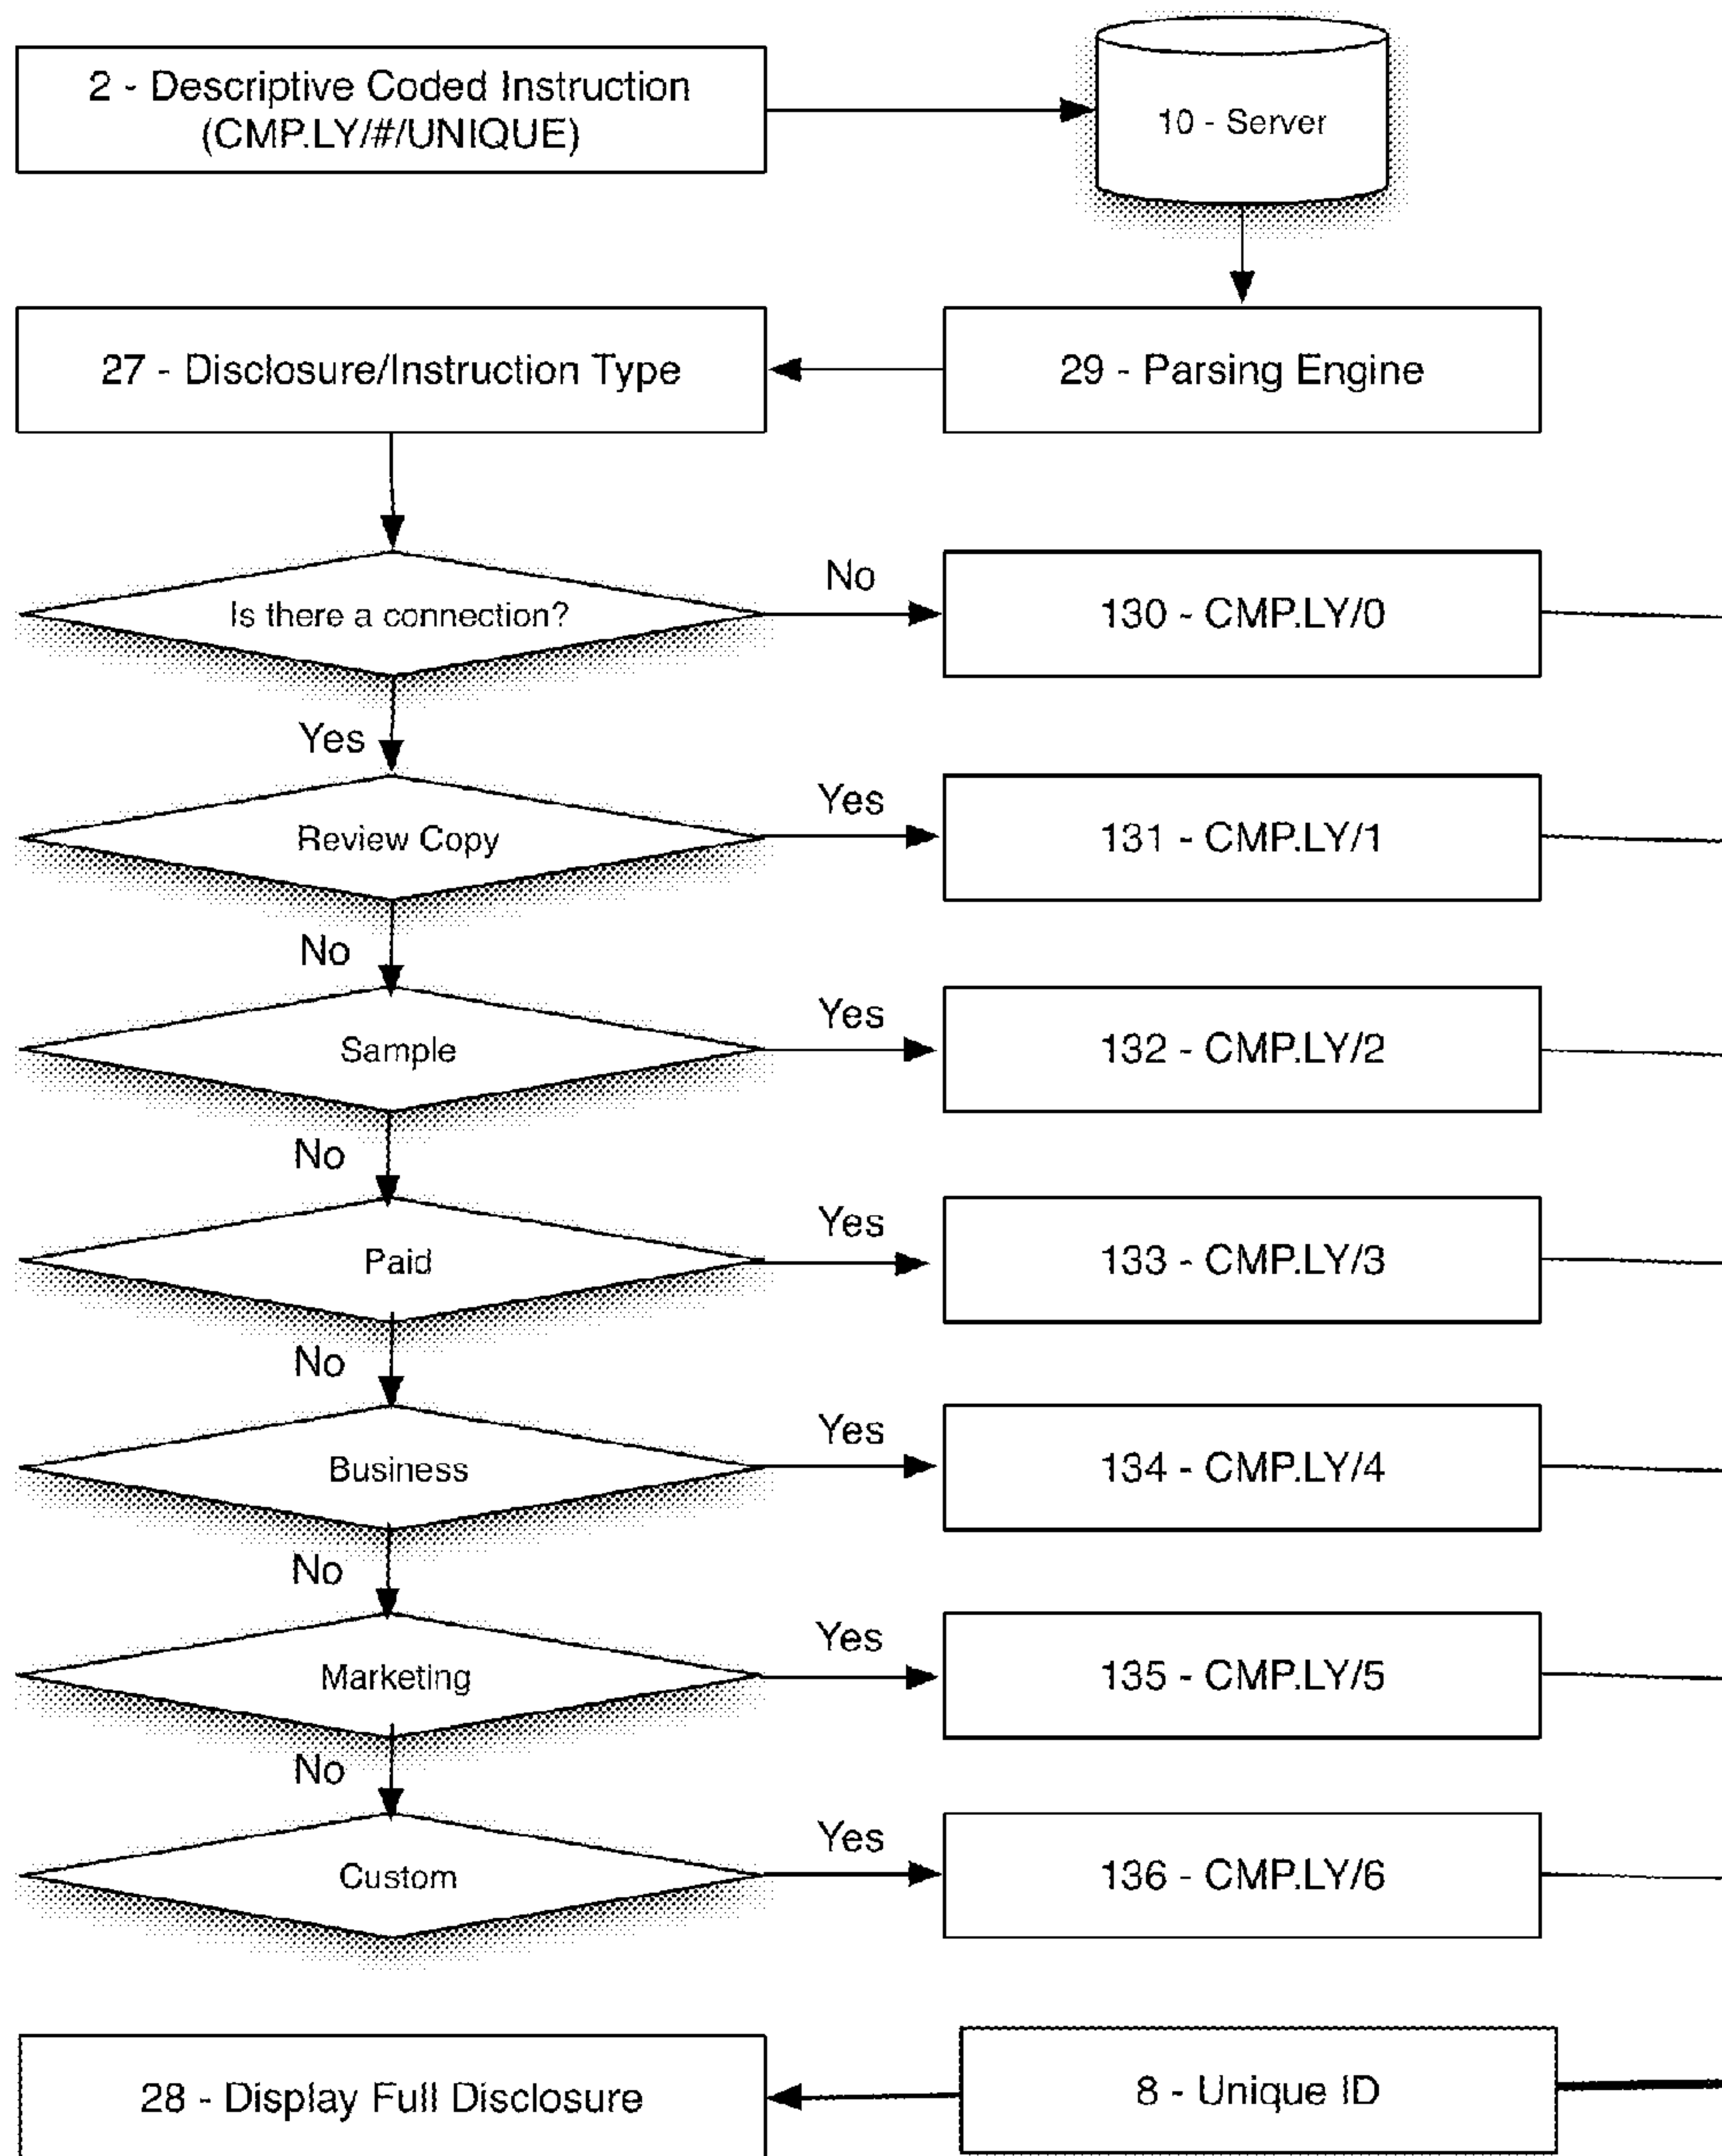 2 - Descriptive Coded Instruction
(CMP.LY/#/UNIQUE)
10 - Server
27 - Disclosure/Instruction Type
29 - Parsing Engine
Is there a connection?
No
130 - CMP.LY/0
Yes
Review Copy
Yes
131 - CMP.LY/1
No
Sample
Yes
132 - CMP.LY/2
No
Paid
Yes
133 - CMP.LY/3
No
Business
Yes
134 - CMP.LY/4
No
Marketing
Yes
135 - CMP.LY/5
No
Custom
Yes
136 - CMP.LY/6
28 - Display Full Disclosure
8 - Unique ID